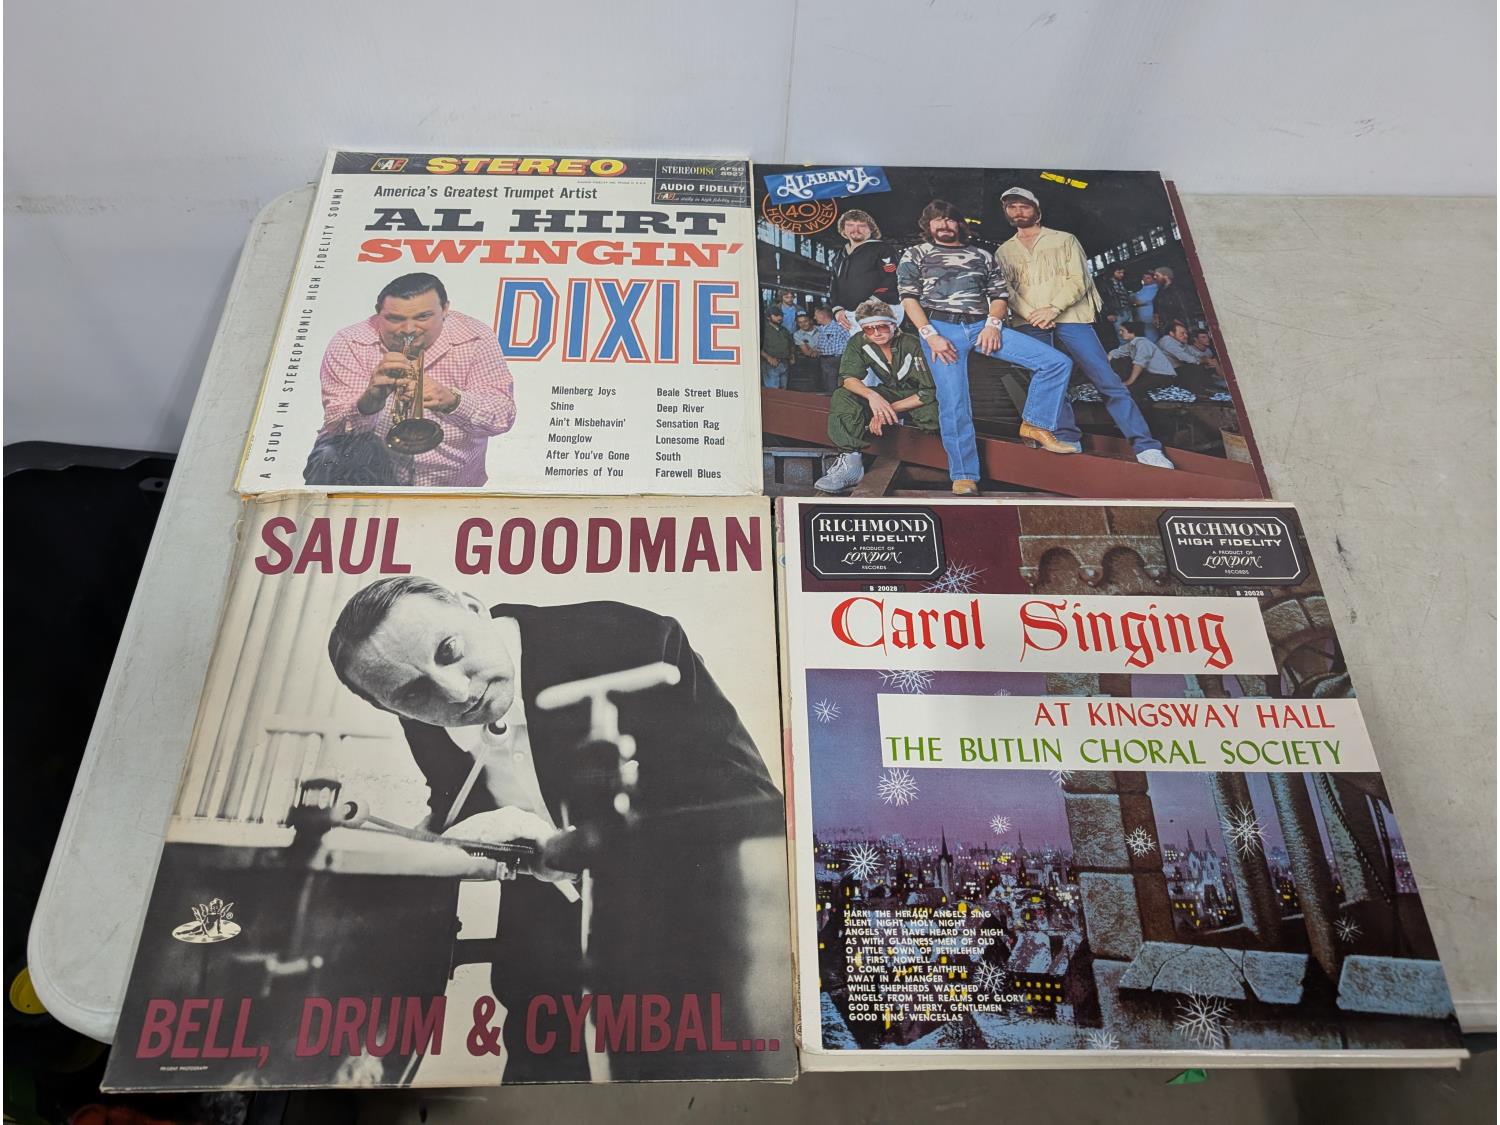 AF
STEREO
STEREODISC AFSD 5927
AUDIO FIDELITY
A STUDY IN STEREOPHONIC HIGH FIDELITY SOUND
America's Greatest Trumpet Artist
AL HIRT
SWINGIN'
DIXIE
Milenberg Joys
Shine
Ain't Misbehavin'
Moonglow
After You've Gone
Memories of You
Beale Street Blues
Deep River
Sensation Rag
Lonesome Road
South
Farewell Blues
ALABAMA
40
HOUR WEEK
SAUL GOODMAN
BELL, DRUM & CYMBAL...
RICHMOND
HIGH FIDELITY
A PRODUCT OF
LONDON
RECORDS
B 20028
RICHMOND
HIGH FIDELITY
A PRODUCT OF
LONDON
RECORDS
B 20028
Carol Singing
AT KINGSWAY HALL
THE BUTLIN CHORAL SOCIETY
HARK! THE HERALD ANGELS SING
SILENT NIGHT, HOLY NIGHT
ANGELS WE HAVE HEARD ON HIGH
AS WITH GLADNESS MEN OF OLD
O LITTLE TOWN OF BETHLEHEM
THE FIRST NOWELL
O COME, ALL YE FAITHFUL
AWAY IN A MANGER
WHILE SHEPHERDS WATCHED
ANGELS FROM THE REALMS OF GLORY
GOD REST YE MERRY, GENTLEMEN
GOOD KING WENCESLAS